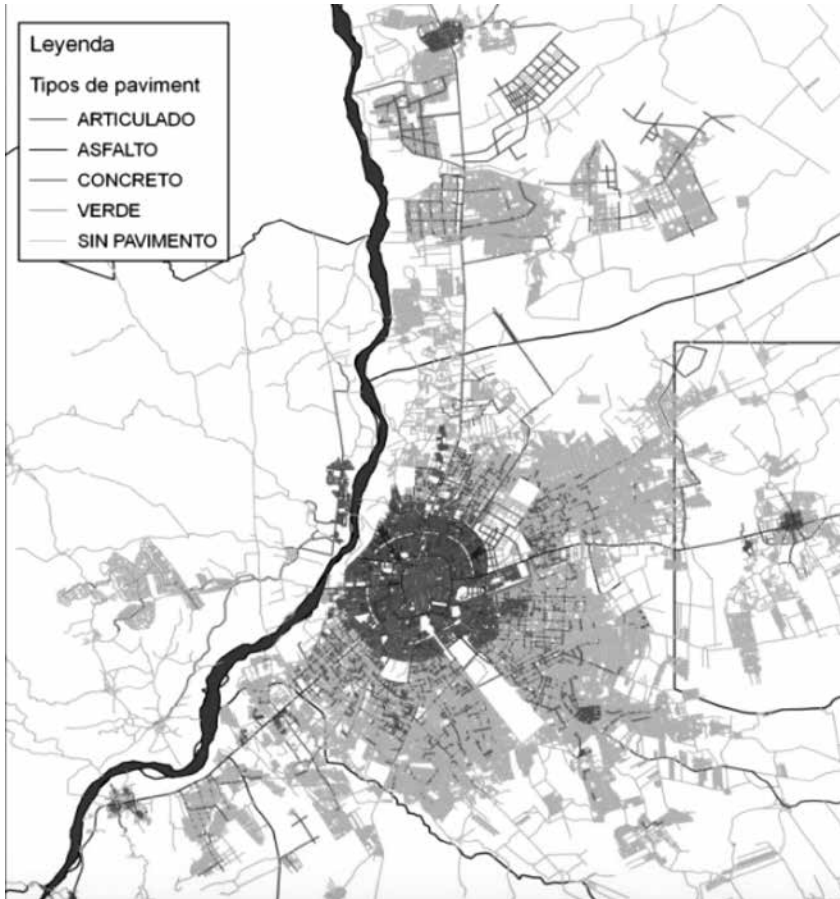 Leyenda
Tipos de paviment
ARTICULADO
ASFALTO
CONCRETO
VERDE
SIN PAVIMENTO